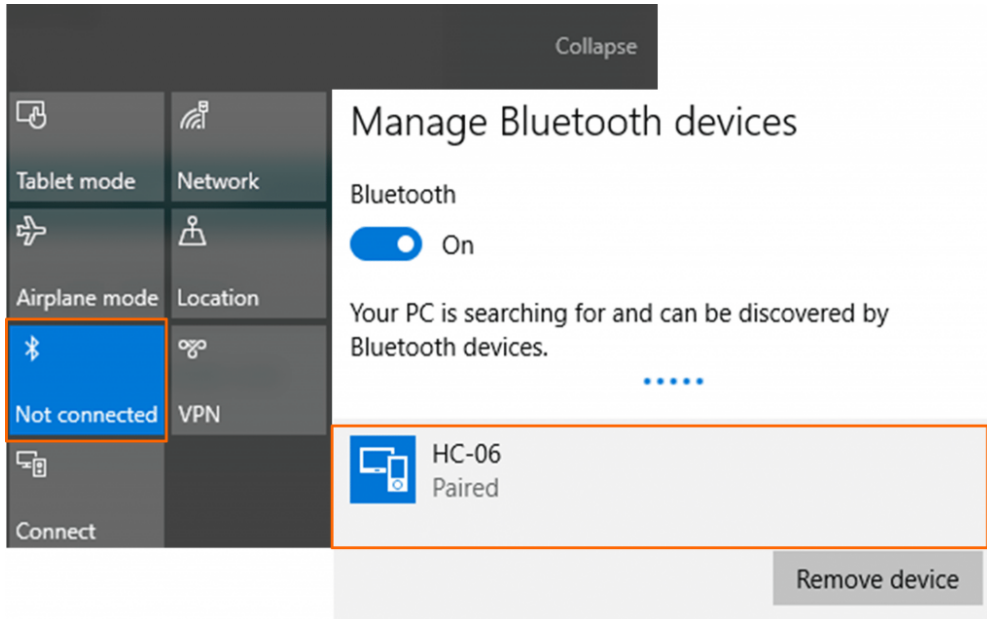 Collapse
Tablet mode
Network
Airplane mode
Location
Not connected
VPN
Connect
Manage Bluetooth devices
Bluetooth
On
Your PC is searching for and can be discovered by
Bluetooth devices.
HC-06
Paired
Remove device